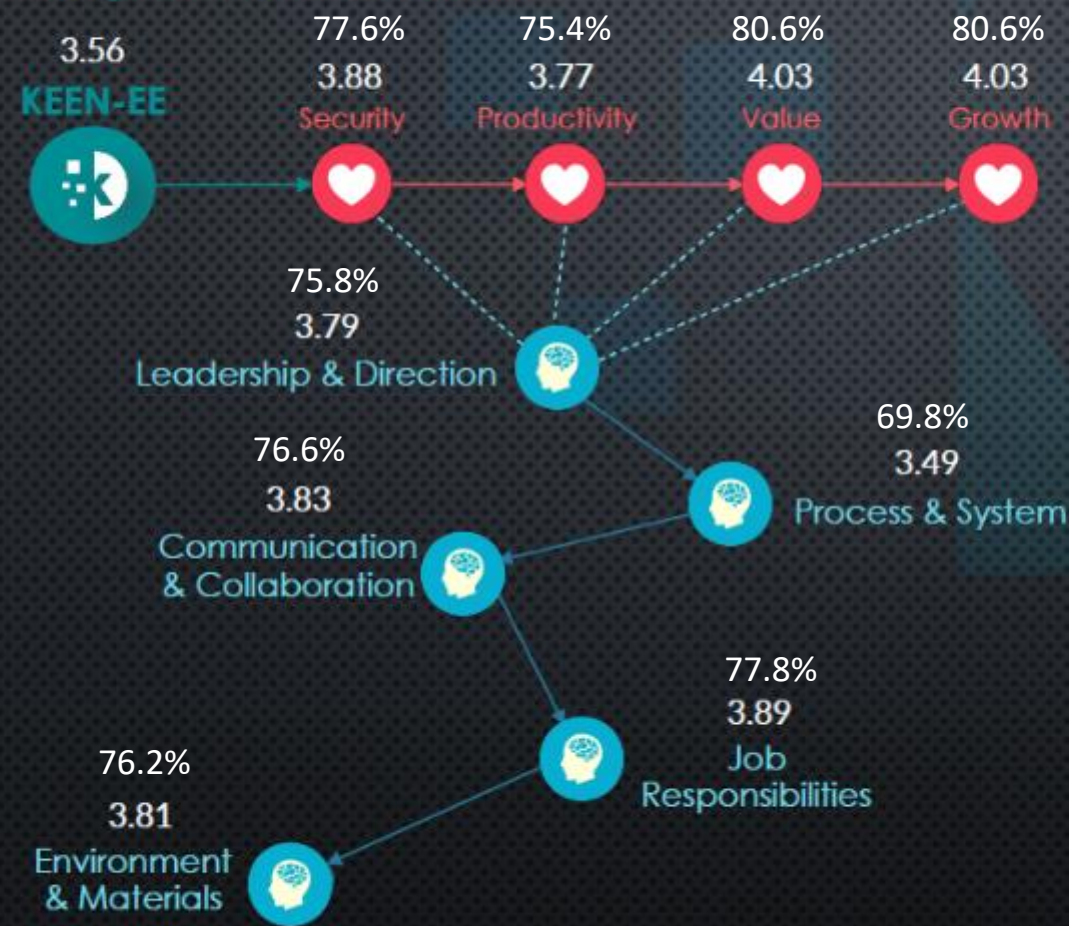 77.6%
75.4%
80.6%
80.6%
3.56
3.88
3.77
4.03
4.03
KEEN-EE
Security
Productivity
Value
Growth
K
75.8%
3.79
Leadership & Direction
69.8%
3.49
Process & System
76.6%
3.83
Communication
& Collaboration
77.8%
3.89
Job
Responsibilities
76.2%
3.81
Environment
& Materials